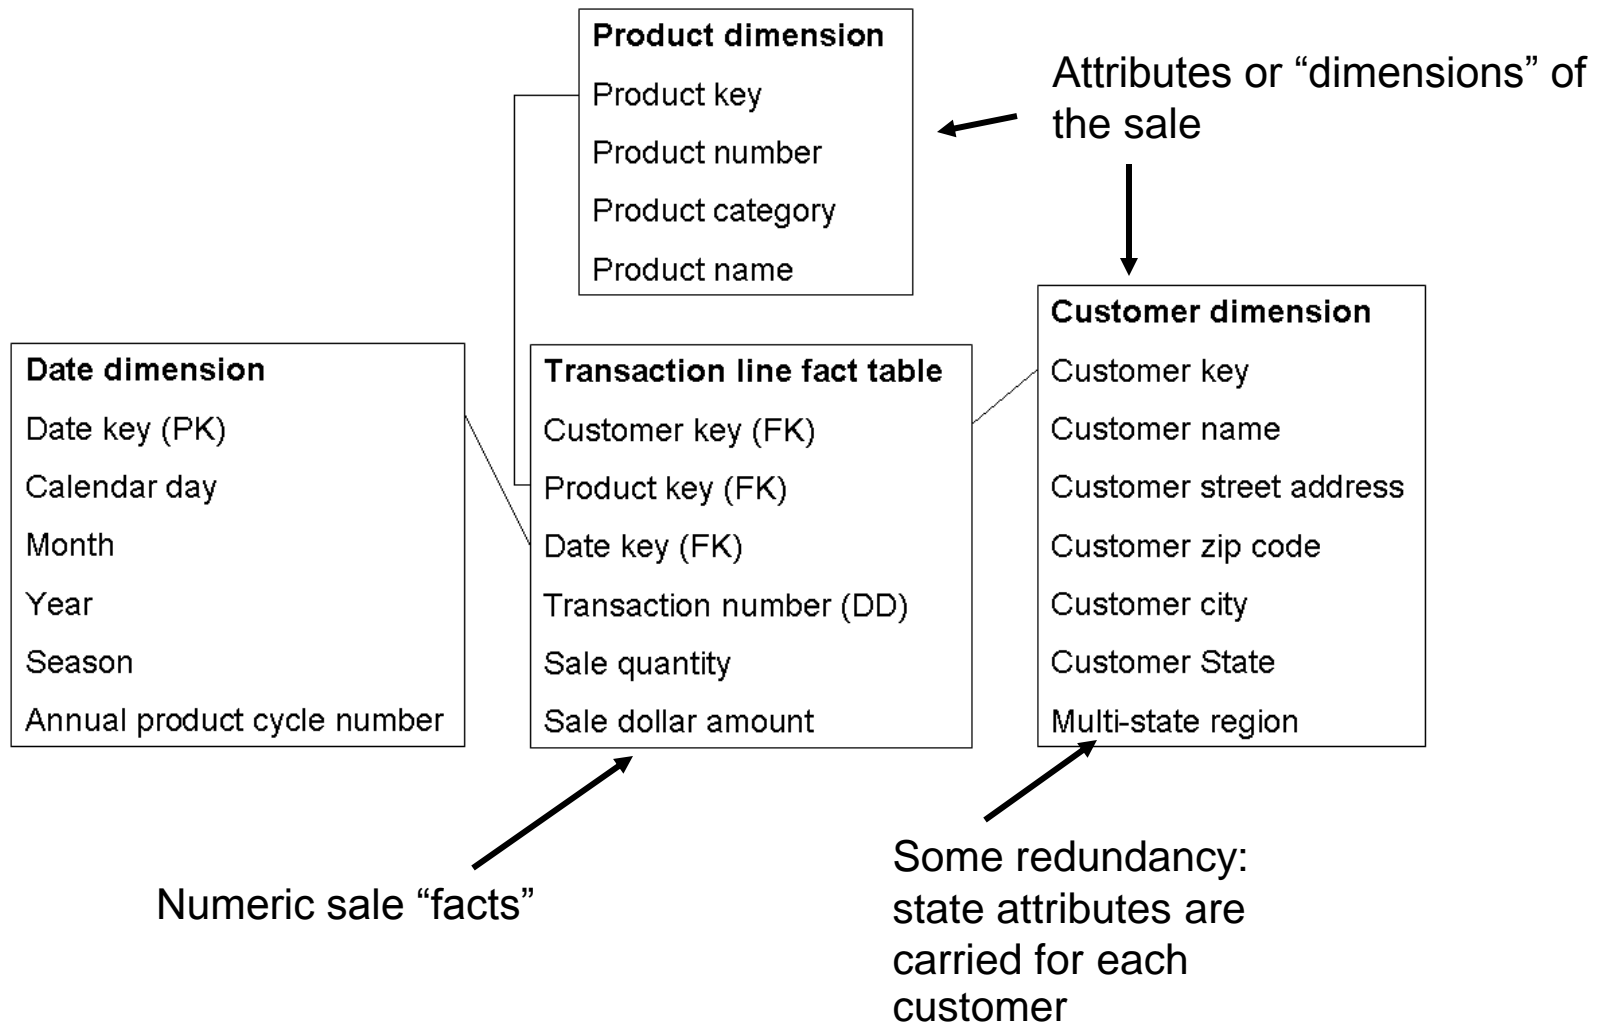 Product dimension
Product key
Product number
Product category
Product name
Attributes or “dimensions” of
the sale
Date dimension
Date key (PK)
Calendar day
Month
Year
Season
Annual product cycle number
Transaction line fact table
Customer key (FK)
Product key (FK)
Date key (FK)
Transaction number (DD)
Sale quantity
Sale dollar amount
Customer dimension
Customer key
Customer name
Customer street address
Customer zip code
Customer city
Customer State
Multi-state region
Numeric sale “facts”
Some redundancy:
state attributes are
carried for each
customer